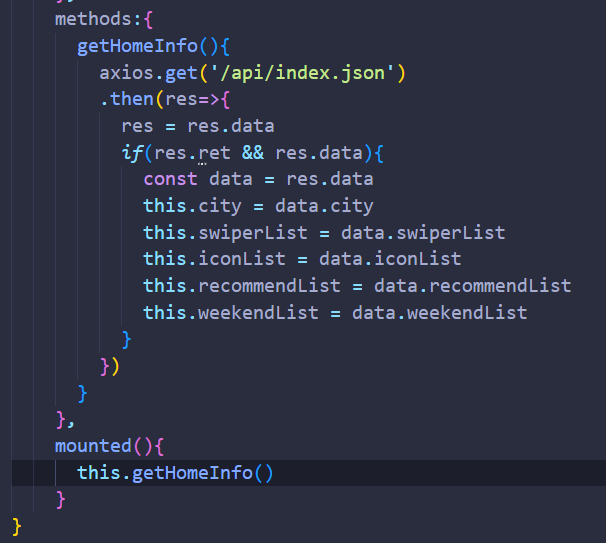 methods:{
getHomeInfo(){
axios.get('/api/index.json')
.then(res=>{
res = res.data
if(res.ret && res.data){
const data = res.data
this.city = data.city
this.swiperList = data.swiperList
this.iconList = data.iconList
this.recommendList = data.recommendList
this.weekendList = data.weekendList
}
})
}
},
mounted(){
this.getHomeInfo()
}
}